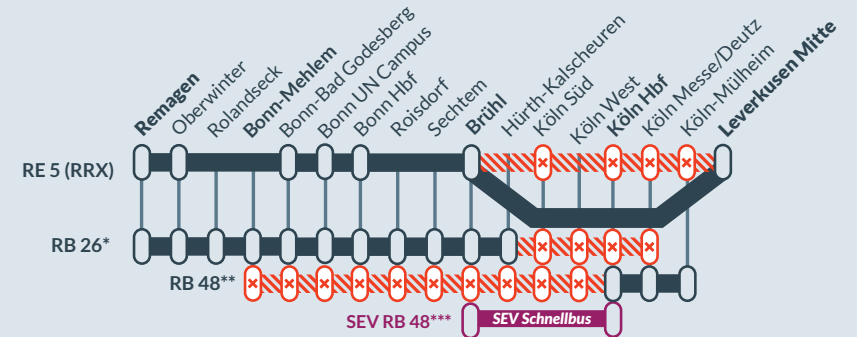 Remagen
Oberwinter
Rolandseck
Bonn-Mehlem
Bonn-Bad Godesberg
Bonn UN Campus
Bonn Hbf
Roisdorf
Sechtem
Brühl
Hürth-Kalscheuren
Köln Süd
Köln West
Köln Hbf
Köln Messe/Deutz
Köln-Mülheim
Leverkusen Mitte
RE 5 (RRX)
RB 26*
RB 48**
SEV RB 48***
SEV Schnellbus